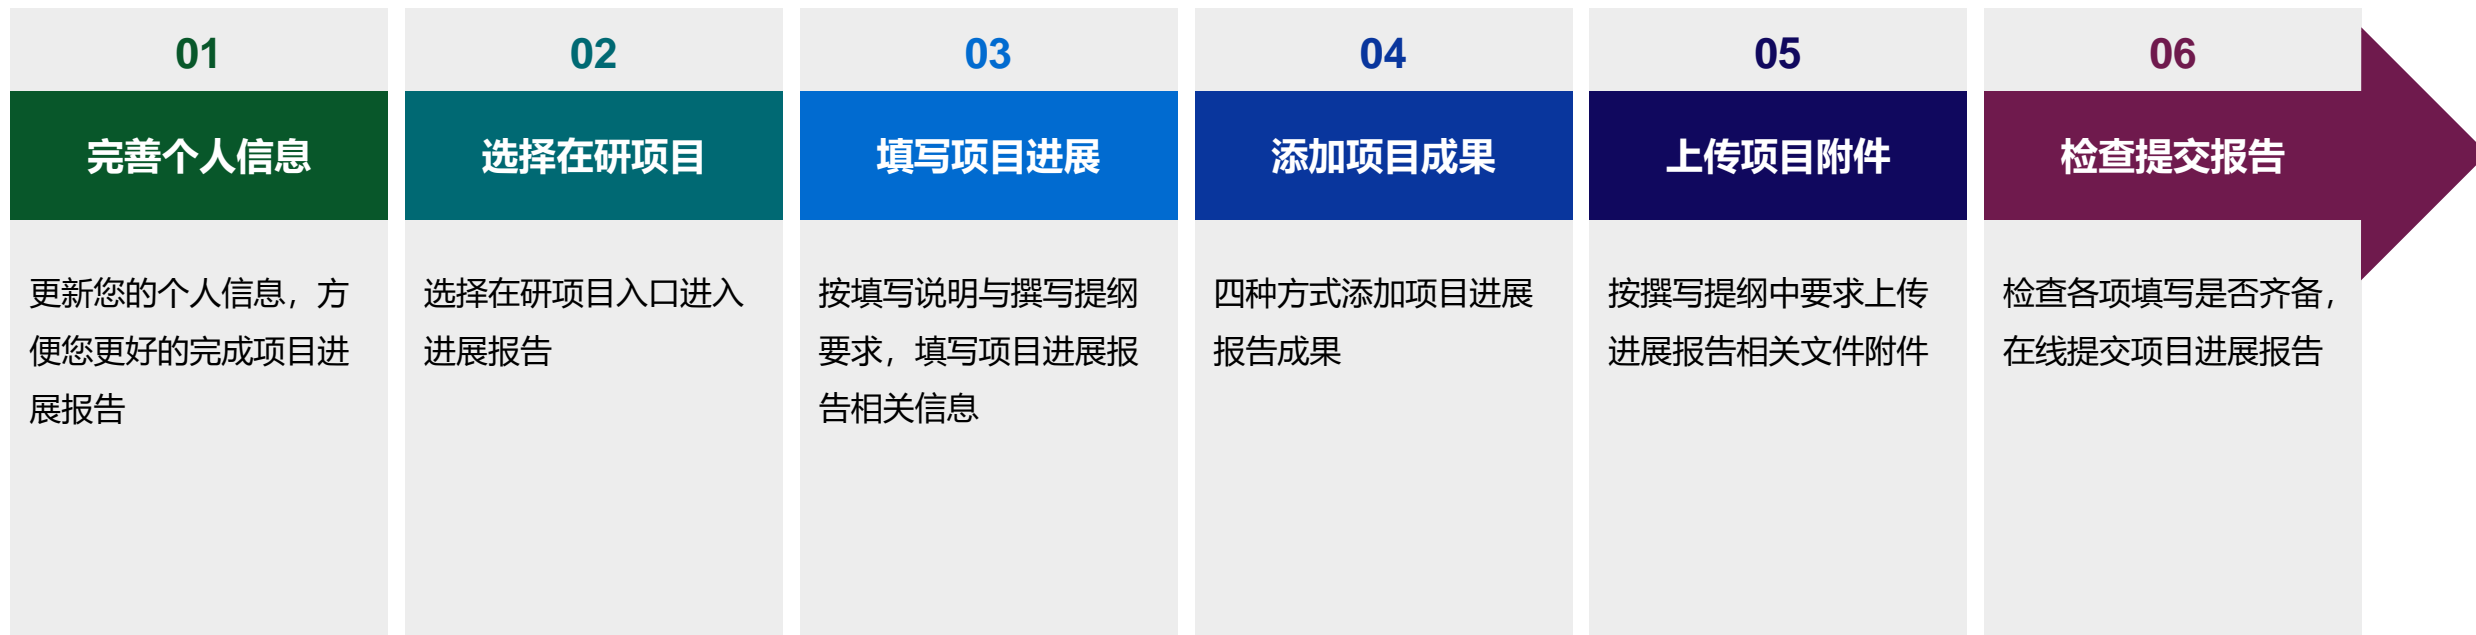 01
完善个人信息
更新您的个人信息，方
便您更好的完成项目进
展报告
02
选择在研项目
选择在研项目入口进入
进展报告
03
填写项目进展
按填写说明与撰写提纲
要求，填写项目进展报
告相关信息
04
添加项目成果
四种方式添加项目进展
报告成果
05
上传项目附件
按撰写提纲中要求上传
进展报告相关文件附件
06
检查提交报告
检查各项填写是否齐备，
在线提交项目进展报告